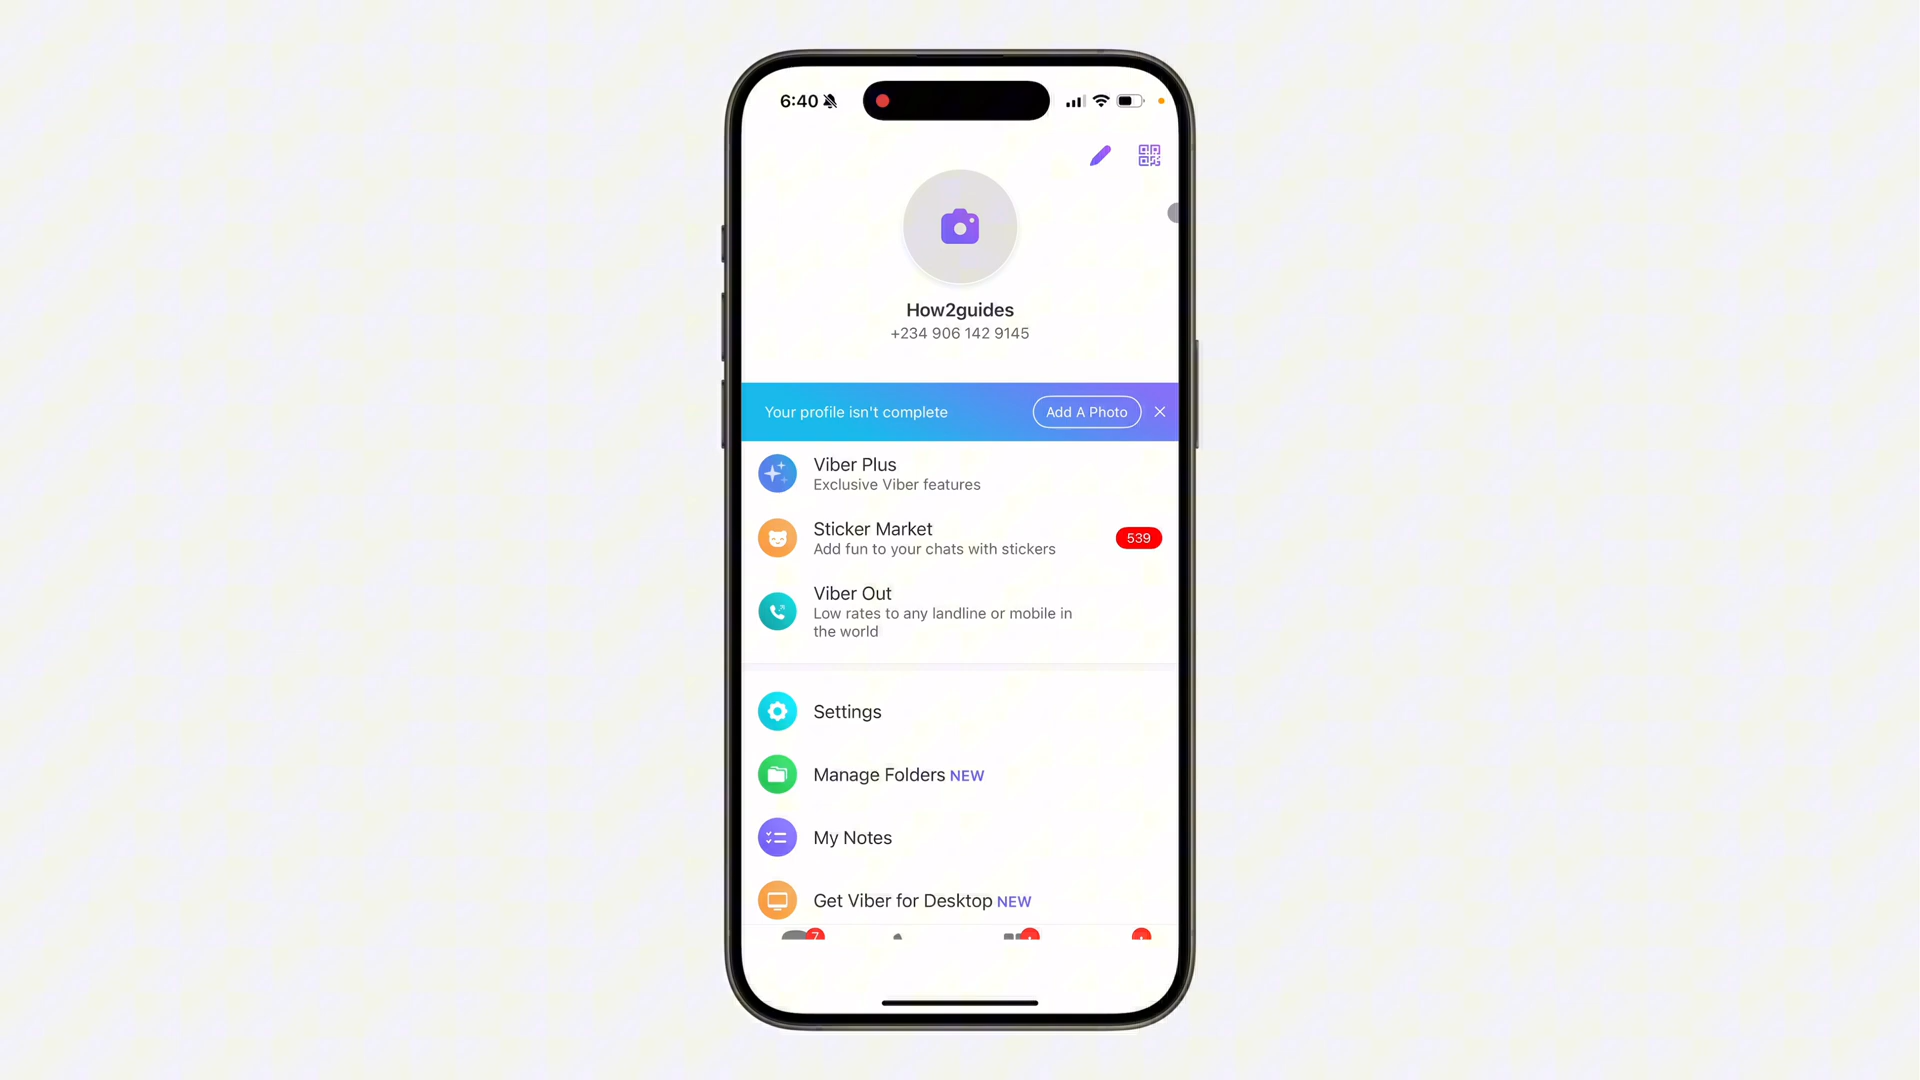 6:40
How2guides
+234 906 142 9145
Your profile isn't complete
Add A Photo
Viber Plus
Exclusive Viber features
Sticker Market
Add fun to your chats with stickers
539
Viber Out
Low rates to any landline or mobile in
the world
Settings
Manage Folders NEW
My Notes
Get Viber for Desktop NEW
7